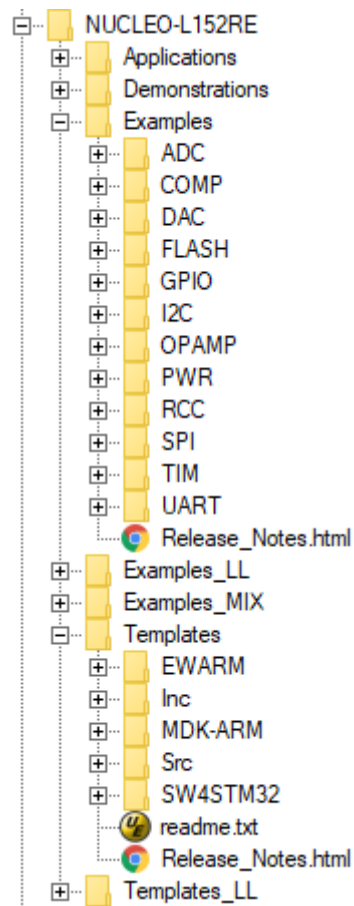 NUCLEO-L152RE
Applications
Demonstrations
Examples
ADC
COMP
DAC
FLASH
GPIO
I2C
OPAMP
PWR
RCC
SPI
TIM
UART
Release_Notes.html
Examples_LL
Examples_MIX
Templates
EWARM
Inc
MDK-ARM
Src
SW4STM32
readme.txt
Release_Notes.html
Templates_LL